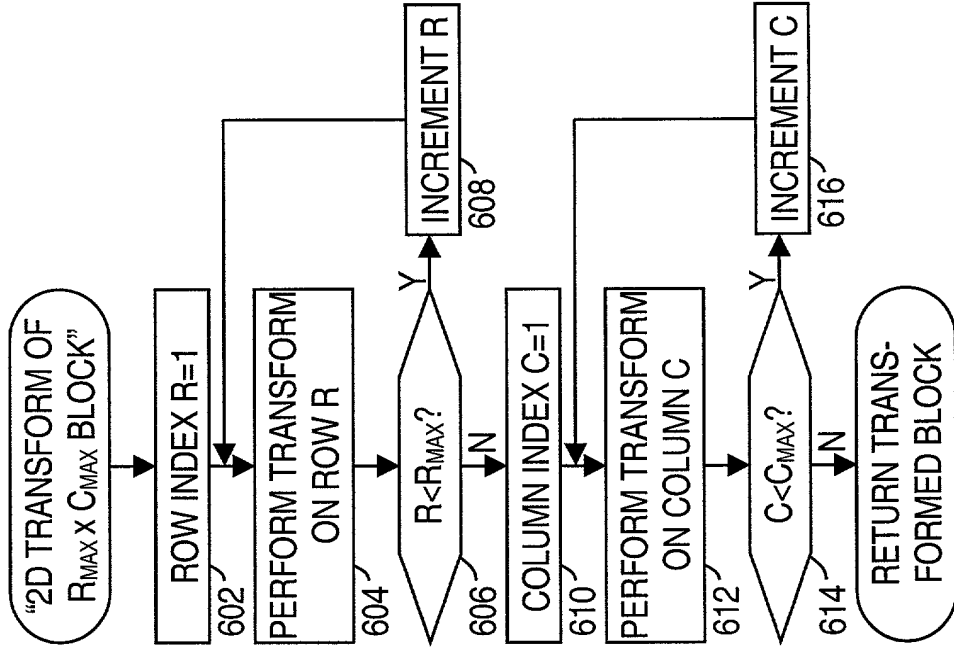 “2D TRANSFORM OF
RMAX x CMAX BLOCK”
ROW INDEX R=1
602
PERFORM TRANSFORM
ON ROW R
604
R<RMAX?
606
Y
N
INCREMENT R
608
COLUMN INDEX C=1
610
PERFORM TRANSFORM
ON COLUMN C
612
C<CMAX?
614
Y
N
INCREMENT C
616
RETURN TRANS-
FORMED BLOCK